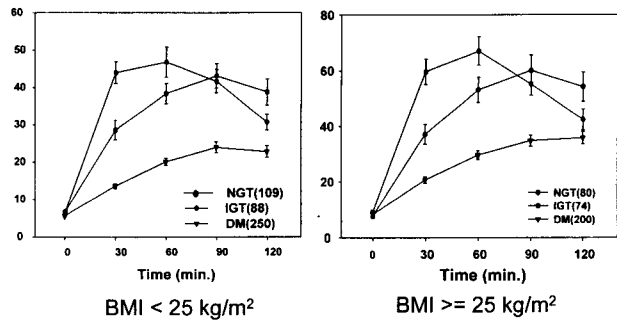 60
50
40
30
20
10
0
NGT(109)
IGT(88)
DM(250)
0 30 60 90 120
Time (min.)
BMI < 25 kg/m²
80
60
40
20
0
NGT(80)
IGT(74)
DM(200)
0 30 60 90 120
Time (min.)
BMI >= 25 kg/m²